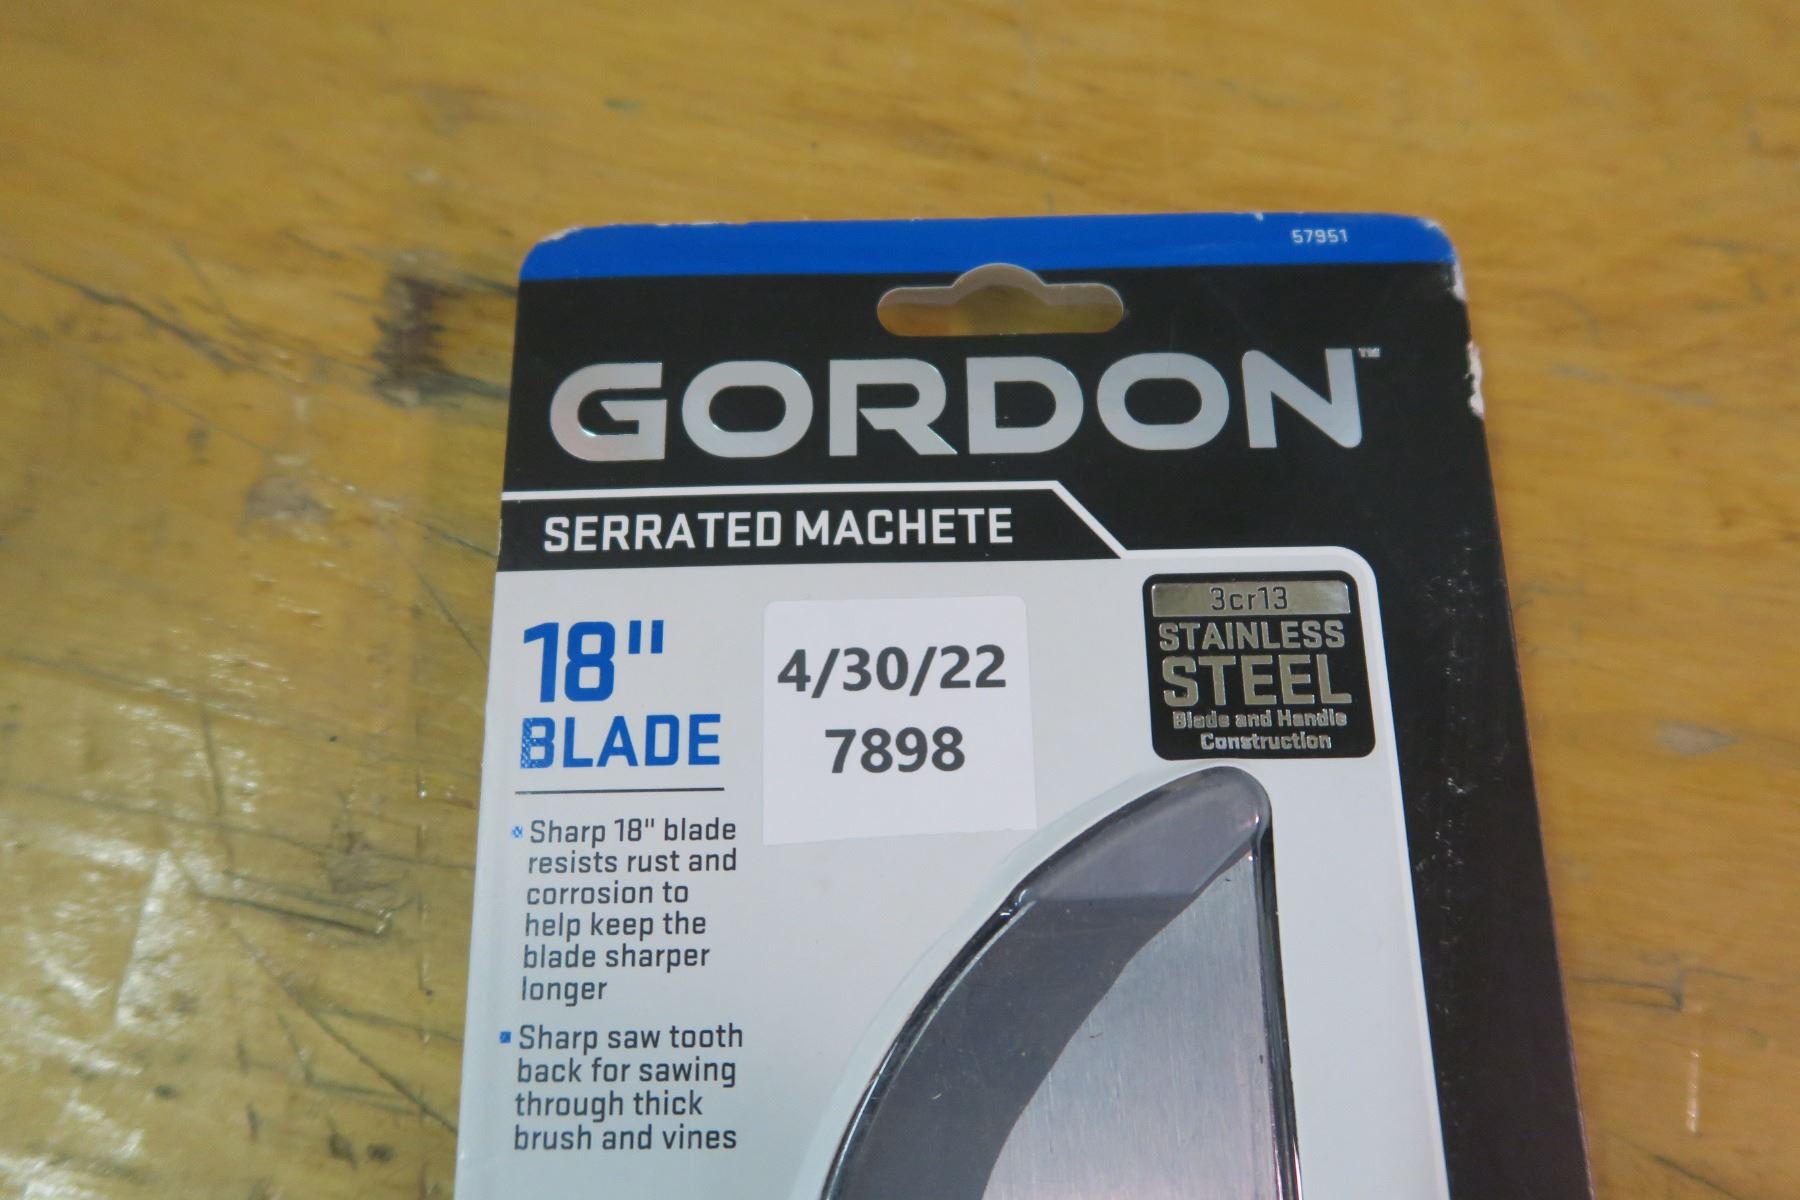 57951
GORDON™
SERRATED MACHETE
18"
BLADE
4/30/22
7898
3cr13
STAINLESS
STEEL
Blade and Handle
Construction
Sharp 18" blade
resists rust and
corrosion to
help keep the
blade sharper
longer
Sharp saw tooth
back for sawing
through thick
brush and vines